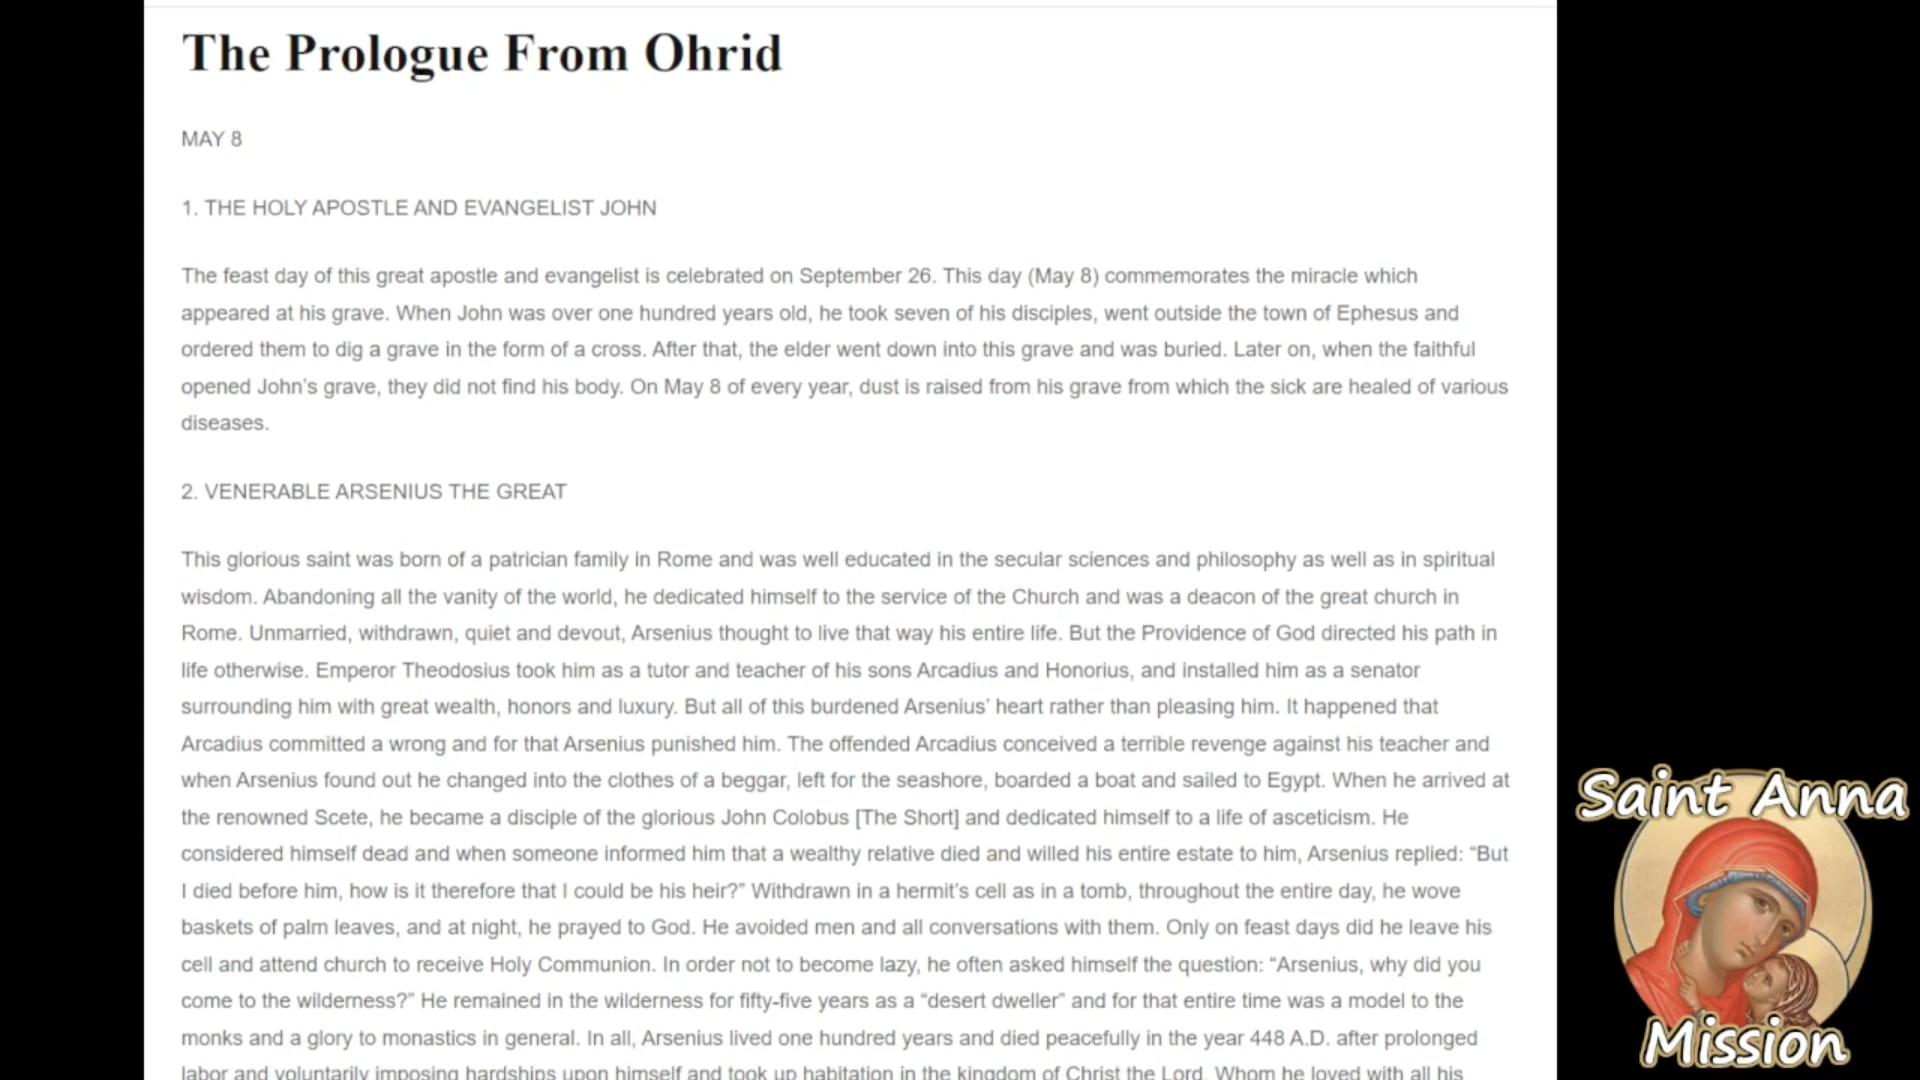 The Prologue From Ohrid
MAY 8
1. THE HOLY APOSTLE AND EVANGELIST JOHN
The feast day of this great apostle and evangelist is celebrated on September 26. This day (May 8) commemorates the miracle which
appeared at his grave. When John was over one hundred years old, he took seven of his disciples, went outside the town of Ephesus and
ordered them to dig a grave in the form of a cross. After that, the elder went down into this grave and was buried. Later on, when the faithful
opened John’s grave, they did not find his body. On May 8 of every year, dust is raised from his grave from which the sick are healed of various
diseases.
2. VENERABLE ARSENIUS THE GREAT
This glorious saint was born of a patrician family in Rome and was well educated in the secular sciences and philosophy as well as in spiritual
wisdom. Abandoning all the vanity of the world, he dedicated himself to the service of the Church and was a deacon of the great church in
Rome. Unmarried, withdrawn, quiet and devout, Arsenius thought to live that way his entire life. But the Providence of God directed his path in
life otherwise. Emperor Theodosius took him as a tutor and teacher of his sons Arcadius and Honorius, and installed him as a senator
surrounding him with great wealth, honors and luxury. But all of this burdened Arsenius’ heart rather than pleasing him. It happened that
Arcadius committed a wrong and for that Arsenius punished him. The offended Arcadius conceived a terrible revenge against his teacher and
when Arsenius found out he changed into the clothes of a beggar, left for the seashore, boarded a boat and sailed to Egypt. When he arrived at
the renowned Scete, he became a disciple of the glorious John Colobus [The Short] and dedicated himself to a life of asceticism. He
considered himself dead and when someone informed him that a wealthy relative died and willed his entire estate to him, Arsenius replied: “But
I died before him, how is it therefore that I could be his heir?” Withdrawn in a hermit’s cell as in a tomb, throughout the entire day, he wove
baskets of palm leaves, and at night, he prayed to God. He avoided men and all conversations with them. Only on feast days did he leave his
cell and attend church to receive Holy Communion. In order not to become lazy, he often asked himself the question: “Arsenius, why did you
come to the wilderness?” He remained in the wilderness for fifty-five years as a “desert dweller” and for that entire time was a model to the
monks and a glory to monastics in general. In all, Arsenius lived one hundred years and died peacefully in the year 448 A.D. after prolonged
labor and voluntarily imposing hardships upon himself and took up habitation in the kingdom of Christ the Lord, Whom he loved with all his
Saint Anna
Mission